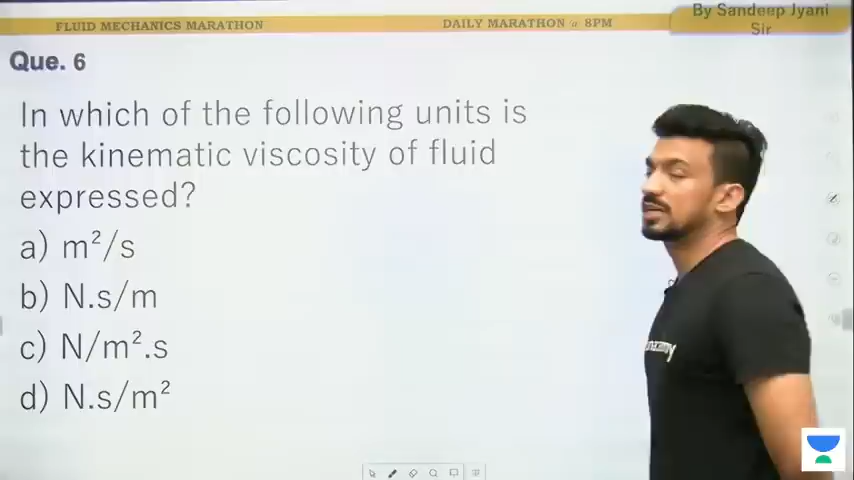 FLUID MECHANICS MARATHON
DAILY MARATHON @ 8PM
By Sandeep Jyani
Sir
Que. 6
In which of the following units is
the kinematic viscosity of fluid
expressed?
a) m²/s
b) N.s/m
c) N/m².s
d) N.s/m²